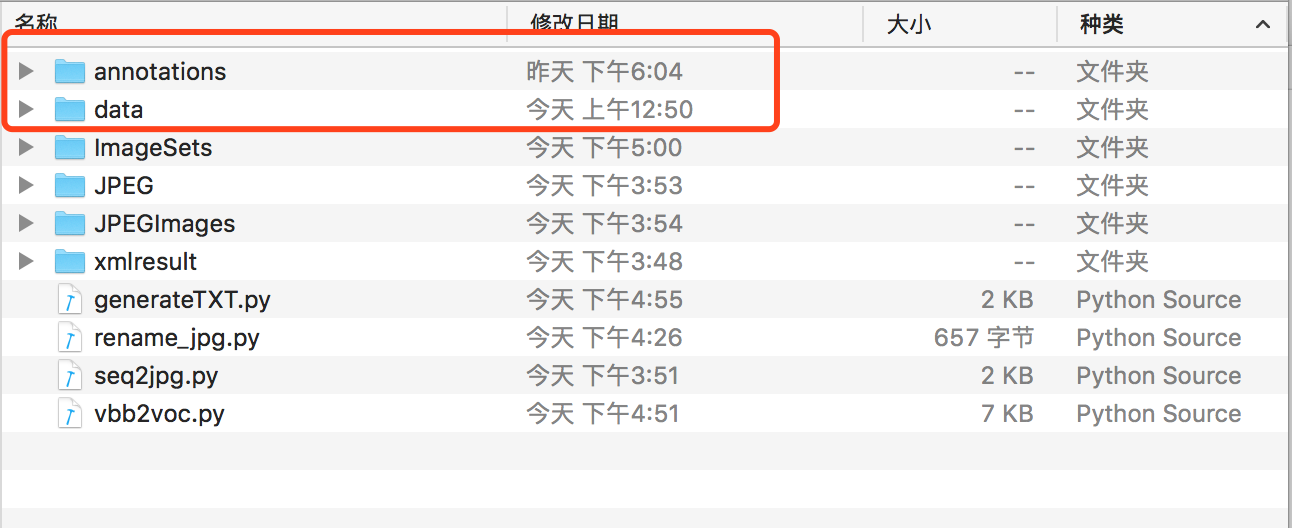 名称 修改日期 大小 种类
annotations 昨天 下午6:04 -- 文件夹
data 今天 上午12:50 -- 文件夹
ImageSets 今天 下午5:00 -- 文件夹
JPEG 今天 下午3:53 -- 文件夹
JPEGImages 今天 下午3:54 -- 文件夹
xmlresult 今天 下午3:48 -- 文件夹
generateTXT.py 今天 下午4:55 2 KB Python Source
rename_jpg.py 今天 下午4:26 657 字节 Python Source
seq2jpg.py 今天 下午3:51 2 KB Python Source
vbb2voc.py 今天 下午4:51 7 KB Python Source